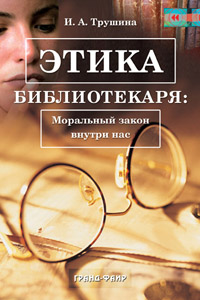 И. А. Трушина
ЭТИКА
БИБЛИОТЕКАРЯ:
Моральный закон
внутри нас
ГРАНД-ФАИР